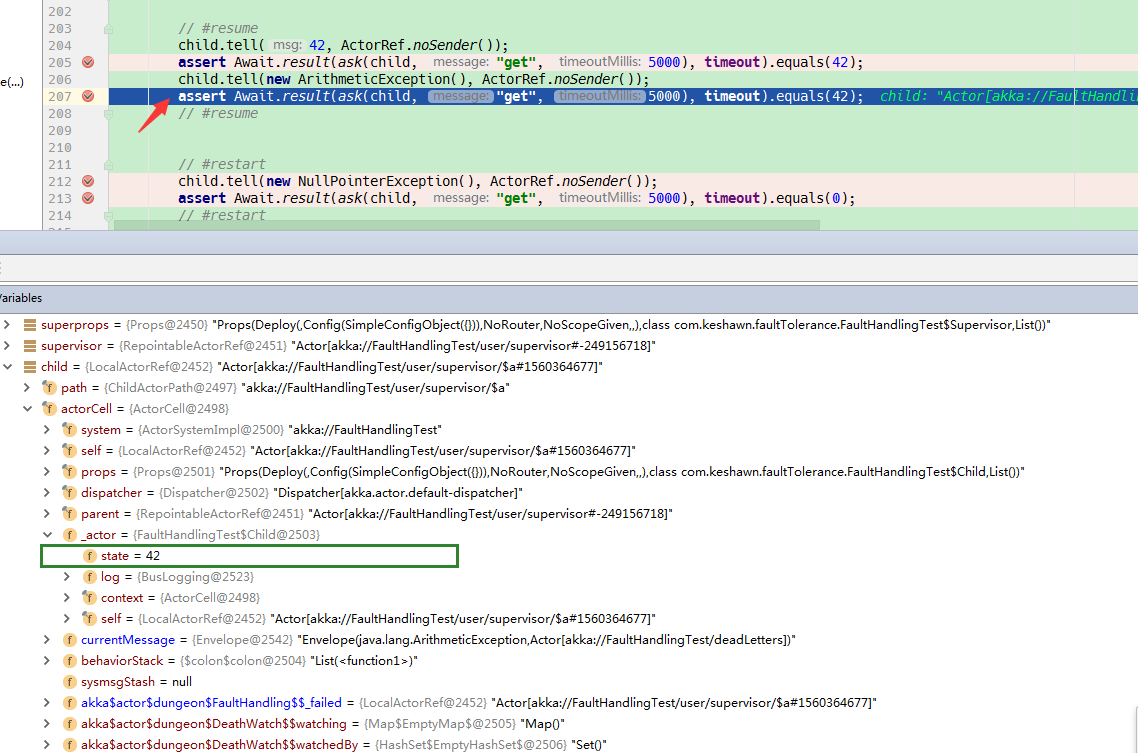 202
203 // #resume
204 child.tell( msg: 42, ActorRef.noSender());
205 assert Await.result(ask(child, message: "get", timeoutMillis: 5000), timeout).equals(42);
206 child.tell(new ArithmeticException(), ActorRef.noSender());
e(...)
207 assert Await.result(ask(child, message: "get", timeoutMillis: 5000), timeout).equals(42); child: "Actor[akka://FaultHandli
208 // #resume
209
210
211 // #restart
212 child.tell(new NullPointerException(), ActorRef.noSender());
213 assert Await.result(ask(child, message: "get", timeoutMillis: 5000), timeout).equals(0);
214 // #restart
Variables
superprops = {Props@2450} "Props(Deploy(,Config(SimpleConfigObject({})),NoRouter,NoScopeGiven,,),class com.keshawn.faultTolerance.FaultHandlingTest$Supervisor,List())"
supervisor = {RepointableActorRef@2451} "Actor[akka://FaultHandlingTest/user/supervisor#-249156718]"
child = {LocalActorRef@2452} "Actor[akka://FaultHandlingTest/user/supervisor/$a#1560364677]"
path = {ChildActorPath@2497} "akka://FaultHandlingTest/user/supervisor/$a"
actorCell = {ActorCell@2498}
system = {ActorSystemImpl@2500} "akka://FaultHandlingTest"
self = {LocalActorRef@2452} "Actor[akka://FaultHandlingTest/user/supervisor/$a#1560364677]"
props = {Props@2501} "Props(Deploy(,Config(SimpleConfigObject({})),NoRouter,NoScopeGiven,,),class com.keshawn.faultTolerance.FaultHandlingTest$Child,List())"
dispatcher = {Dispatcher@2502} "Dispatcher[akka.actor.default-dispatcher]"
parent = {RepointableActorRef@2451} "Actor[akka://FaultHandlingTest/user/supervisor#-249156718]"
_actor = {FaultHandlingTest$Child@2503}
state = 42
log = {BusLogging@2523}
context = {ActorCell@2498}
self = {LocalActorRef@2452} "Actor[akka://FaultHandlingTest/user/supervisor/$a#1560364677]"
currentMessage = {Envelope@2542} "Envelope(java.lang.ArithmeticException,Actor[akka://FaultHandlingTest/deadLetters])"
behaviorStack = {$colon$colon@2504} "List(<function1>)"
sysmsgStash = null
akka$actor$dungeon$FaultHandling$$_failed = {LocalActorRef@2452} "Actor[akka://FaultHandlingTest/user/supervisor/$a#1560364677]"
akka$actor$dungeon$DeathWatch$$watching = {Map$EmptyMap$@2505} "Map()"
akka$actor$dungeon$DeathWatch$$watchedBy = {HashSet$EmptyHashSet$@2506} "Set()"